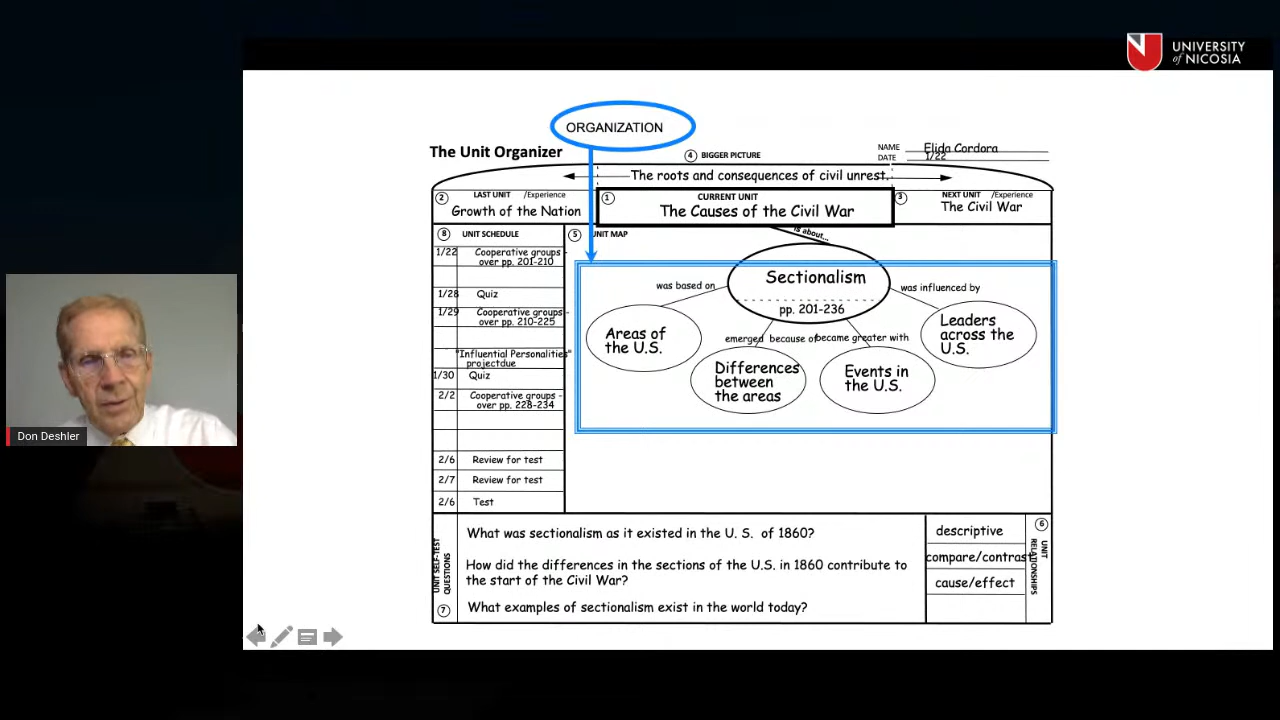 UNIVERSITY
of NICOSIA
ORGANIZATION
The Unit Organizer
4 BIGGER PICTURE
NAME Elida Cordora
DATE 1/22
The roots and consequences of civil unrest.
2 LAST UNIT /Experience
Growth of the Nation
1 CURRENT UNIT
The Causes of the Civil War
3 NEXT UNIT /Experience
The Civil War
8 UNIT SCHEDULE
1/22 Cooperative groups -
over pp. 201-210
1/28 Quiz
1/29 Cooperative groups -
over pp. 210-225
"Influential Personalities"
projectdue
1/30 Quiz
2/2 Cooperative groups -
over pp. 228-234
2/6 Review for test
2/7 Review for test
2/6 Test
5 UNIT MAP
is about...
Sectionalism
pp. 201-236
was based on
Areas of
the U.S.
emerged because of
Differences
between
the areas
became greater with
Events in
the U.S.
was influenced by
Leaders
across the
U.S.
UNIT SELF-TEST
QUESTIONS
7
What was sectionalism as it existed in the U. S. of 1860?
How did the differences in the sections of the U.S. in 1860 contribute to
the start of the Civil War?
What examples of sectionalism exist in the world today?
descriptive
compare/contrast
cause/effect
6
UNIT
RELATIONSHIPS
Don Deshler